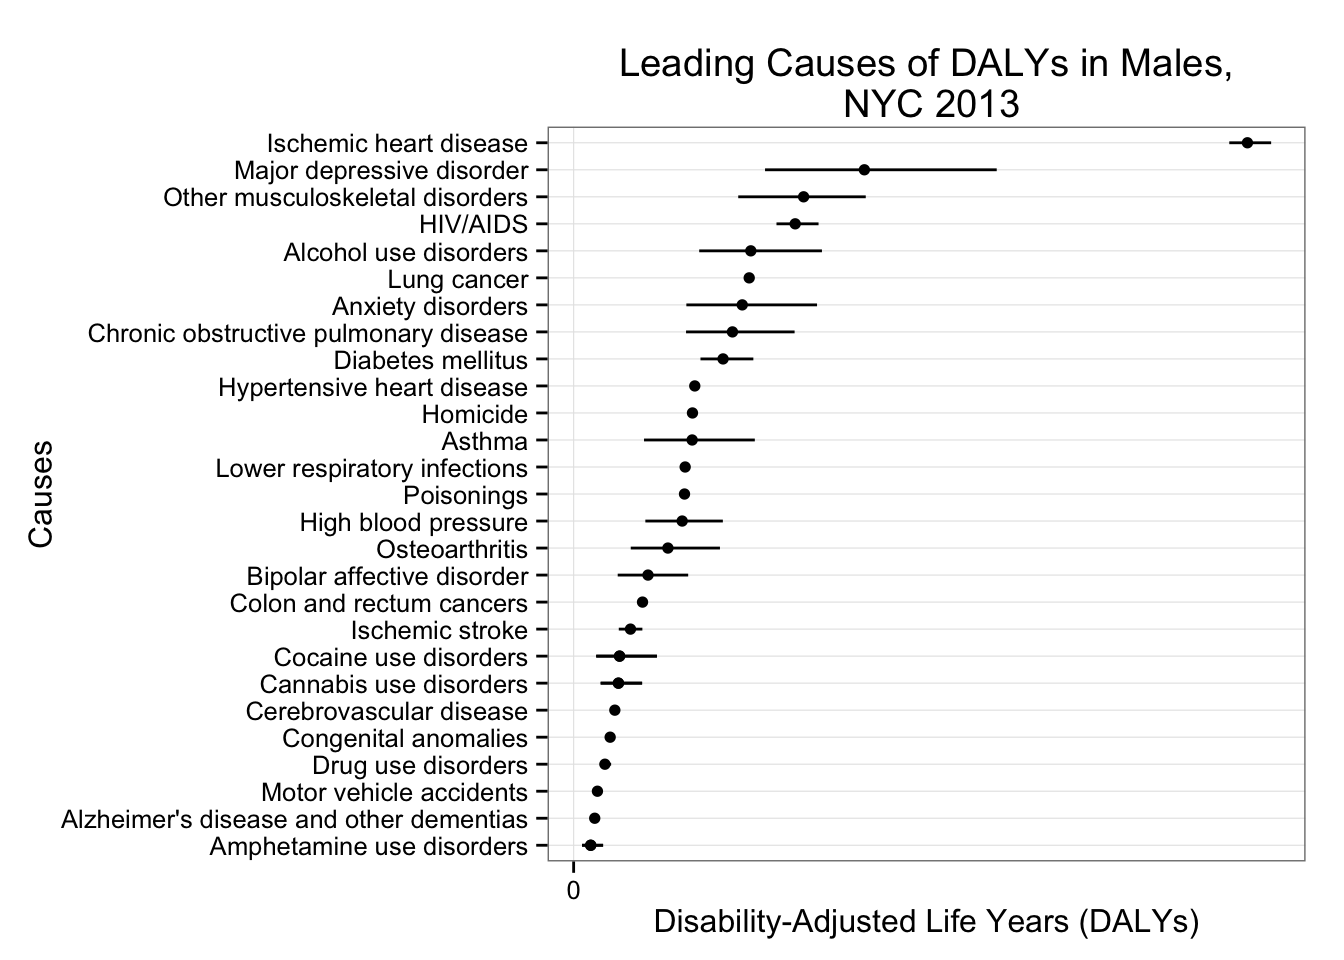 Leading Causes of DALYs in Males,
NYC 2013
Ischemic heart disease
Major depressive disorder
Other musculoskeletal disorders
HIV/AIDS
Alcohol use disorders
Lung cancer
Anxiety disorders
Chronic obstructive pulmonary disease
Diabetes mellitus
Hypertensive heart disease
Homicide
Asthma
Lower respiratory infections
Poisonings
High blood pressure
Osteoarthritis
Bipolar affective disorder
Colon and rectum cancers
Ischemic stroke
Cocaine use disorders
Cannabis use disorders
Cerebrovascular disease
Congenital anomalies
Drug use disorders
Motor vehicle accidents
Alzheimer's disease and other dementias
Amphetamine use disorders
Causes
0
Disability-Adjusted Life Years (DALYs)